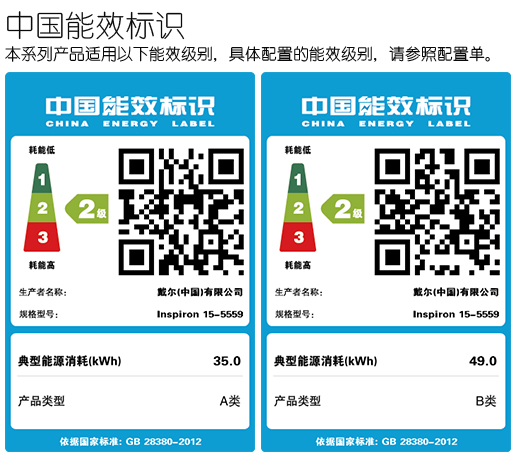 中国能效标识
本系列产品适用以下能效级别，具体配置的能效级别，请参照配置单。
中国能效标识
CHINA ENERGY LABEL
耗能低
1
2
3
2级
耗能高
生产者名称： 戴尔(中国)有限公司
规格型号： Inspiron 15-5559
典型能源消耗(kWh) 35.0
产品类型 A类
依据国家标准: GB 28380-2012
中国能效标识
CHINA ENERGY LABEL
耗能低
1
2
3
2级
耗能高
生产者名称： 戴尔(中国)有限公司
规格型号： Inspiron 15-5559
典型能源消耗(kWh) 49.0
产品类型 B类
依据国家标准: GB 28380-2012